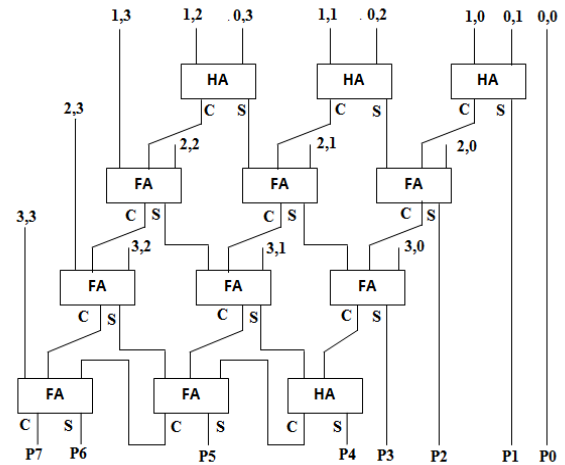 1,3 1,2 0,3 1,1 . 0,2 1,0 0,1 0,0
HA HA HA
C S C S C S
2,3 2,2 2,1 2,0
FA FA FA
C S C S C S
3,3 3,2 3,1 3,0
FA FA FA
C S C S C S
FA FA HA
C S C S C S
P7 P6 P5 P4 P3 P2 P1 P0